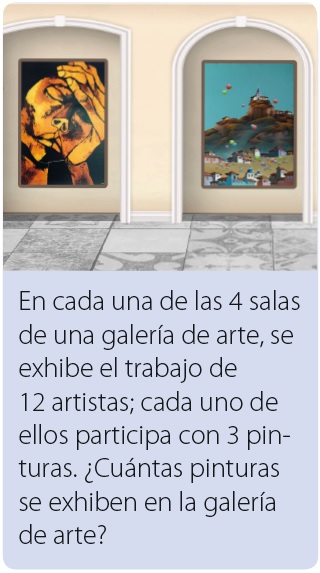 En cada una de las 4 salas
de una galería de arte, se
exhibe el trabajo de
12 artistas; cada uno de
ellos participa con 3 pin-
turas. ¿Cuántas pinturas
se exhiben en la galería
de arte?